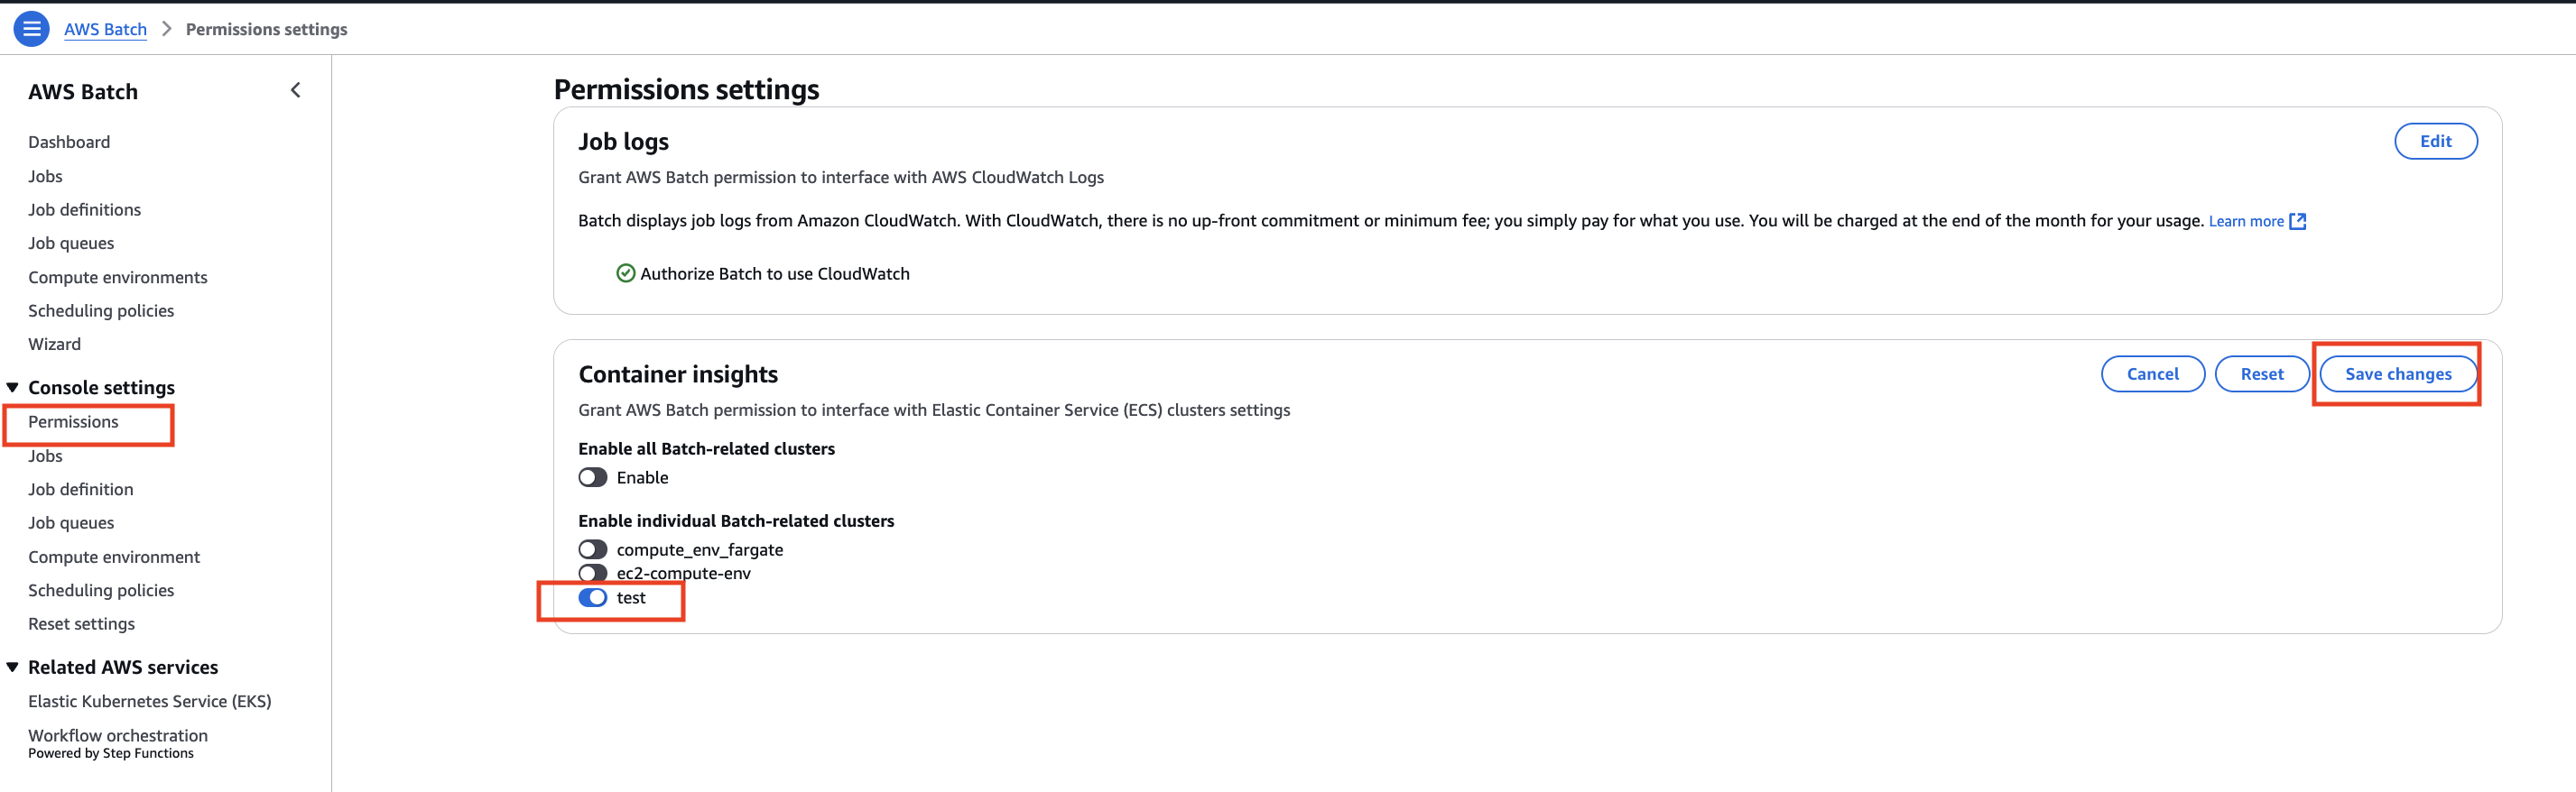 AWS Batch > Permissions settings
AWS Batch
Dashboard
Jobs
Job definitions
Job queues
Compute environments
Scheduling policies
Wizard
Console settings
Permissions
Jobs
Job definition
Job queues
Compute environment
Scheduling policies
Reset settings
Related AWS services
Elastic Kubernetes Service (EKS)
Workflow orchestration
Powered by Step Functions
Permissions settings
Job logs
Edit
Grant AWS Batch permission to interface with AWS CloudWatch Logs
Batch displays job logs from Amazon CloudWatch. With CloudWatch, there is no up-front commitment or minimum fee; you simply pay for what you use. You will be charged at the end of the month for your usage. Learn more
Authorize Batch to use CloudWatch
Container insights
Cancel Reset Save changes
Grant AWS Batch permission to interface with Elastic Container Service (ECS) clusters settings
Enable all Batch-related clusters
Enable
Enable individual Batch-related clusters
compute_env_fargate
ec2-compute-env
test